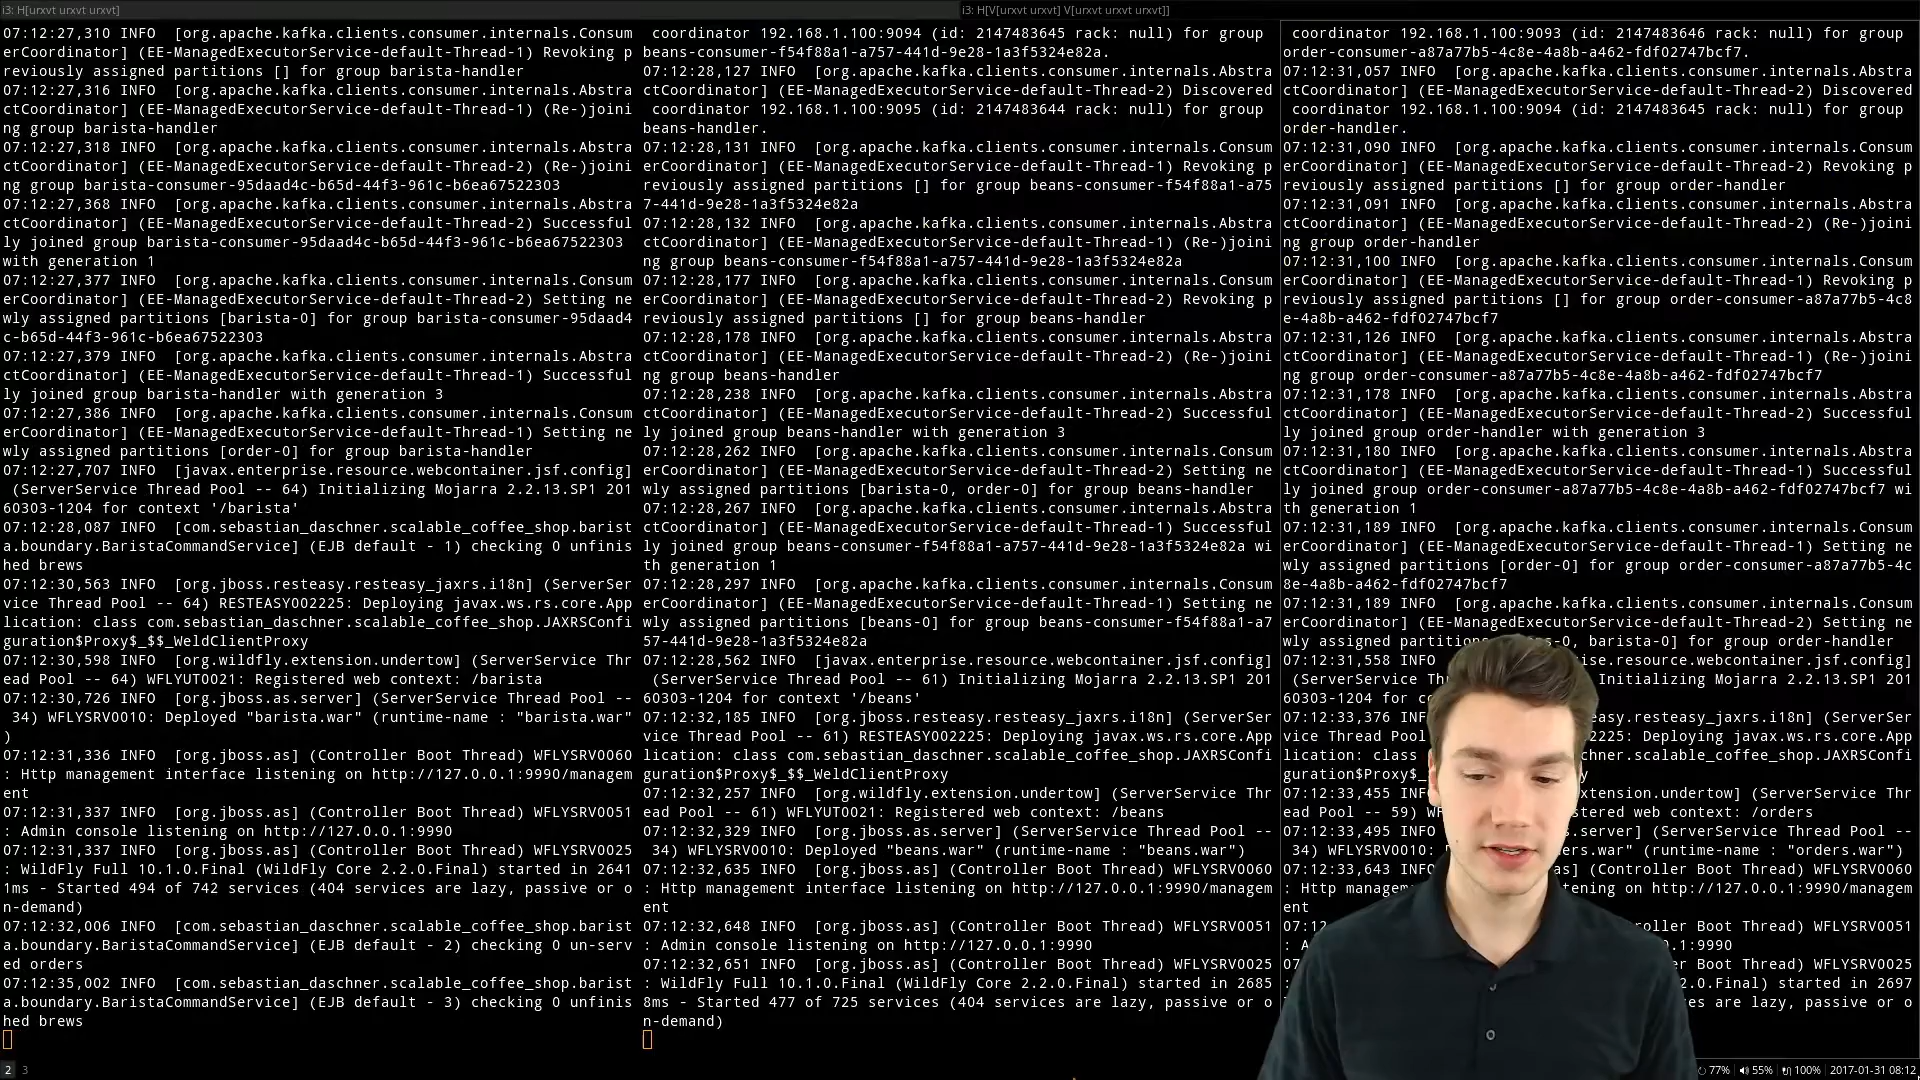 i3: H[urxvt urxvt urxvt]
i3: H[V[urxvt urxvt] V[urxvt urxvt urxvt]]
07:12:27,310 INFO  [org.apache.kafka.clients.consumer.internals.Consum
erCoordinator] (EE-ManagedExecutorService-default-Thread-1) Revoking p
reviously assigned partitions [] for group barista-handler
07:12:27,316 INFO  [org.apache.kafka.clients.consumer.internals.Abstra
ctCoordinator] (EE-ManagedExecutorService-default-Thread-1) (Re-)joini
ng group barista-handler
07:12:27,318 INFO  [org.apache.kafka.clients.consumer.internals.Abstra
ctCoordinator] (EE-ManagedExecutorService-default-Thread-2) (Re-)joini
ng group barista-consumer-95daad4c-b65d-44f3-961c-b6ea67522303
07:12:27,368 INFO  [org.apache.kafka.clients.consumer.internals.Abstra
ctCoordinator] (EE-ManagedExecutorService-default-Thread-2) Successful
ly joined group barista-consumer-95daad4c-b65d-44f3-961c-b6ea67522303
with generation 1
07:12:27,377 INFO  [org.apache.kafka.clients.consumer.internals.Consum
erCoordinator] (EE-ManagedExecutorService-default-Thread-2) Setting ne
wly assigned partitions [barista-0] for group barista-consumer-95daad4
c-b65d-44f3-961c-b6ea67522303
07:12:27,379 INFO  [org.apache.kafka.clients.consumer.internals.Abstra
ctCoordinator] (EE-ManagedExecutorService-default-Thread-1) Successful
ly joined group barista-handler with generation 3
07:12:27,386 INFO  [org.apache.kafka.clients.consumer.internals.Consum
erCoordinator] (EE-ManagedExecutorService-default-Thread-1) Setting ne
wly assigned partitions [order-0] for group barista-handler
07:12:27,707 INFO  [javax.enterprise.resource.webcontainer.jsf.config]
 (ServerService Thread Pool -- 64) Initializing Mojarra 2.2.13.SP1 201
60303-1204 for context '/barista'
07:12:28,087 INFO  [com.sebastian_daschner.scalable_coffee_shop.barist
a.boundary.BaristaCommandService] (EJB default - 1) checking 0 unfinis
hed brews
07:12:30,563 INFO  [org.jboss.resteasy.resteasy_jaxrs.i18n] (ServerSer
vice Thread Pool -- 64) RESTEASY002225: Deploying javax.ws.rs.core.App
lication: class com.sebastian_daschner.scalable_coffee_shop.JAXRSConfi
guration$Proxy$_$$_WeldClientProxy
07:12:30,598 INFO  [org.wildfly.extension.undertow] (ServerService Thr
ead Pool -- 64) WFLYUT0021: Registered web context: /barista
07:12:30,726 INFO  [org.jboss.as.server] (ServerService Thread Pool --
 34) WFLYSRV0010: Deployed "barista.war" (runtime-name : "barista.war"
)
07:12:31,336 INFO  [org.jboss.as] (Controller Boot Thread) WFLYSRV0060
: Http management interface listening on http://127.0.0.1:9990/managem
ent
07:12:31,337 INFO  [org.jboss.as] (Controller Boot Thread) WFLYSRV0051
: Admin console listening on http://127.0.0.1:9990
07:12:31,337 INFO  [org.jboss.as] (Controller Boot Thread) WFLYSRV0025
: WildFly Full 10.1.0.Final (WildFly Core 2.2.0.Final) started in 2641
1ms - Started 494 of 742 services (404 services are lazy, passive or o
n-demand)
07:12:32,006 INFO  [com.sebastian_daschner.scalable_coffee_shop.barist
a.boundary.BaristaCommandService] (EJB default - 2) checking 0 un-serv
ed orders
07:12:35,002 INFO  [com.sebastian_daschner.scalable_coffee_shop.barist
a.boundary.BaristaCommandService] (EJB default - 3) checking 0 unfinis
hed brews
 coordinator 192.168.1.100:9094 (id: 2147483645 rack: null) for group
beans-consumer-f54f88a1-a757-441d-9e28-1a3f5324e82a.
07:12:28,127 INFO  [org.apache.kafka.clients.consumer.internals.Abstra
ctCoordinator] (EE-ManagedExecutorService-default-Thread-2) Discovered
 coordinator 192.168.1.100:9095 (id: 2147483644 rack: null) for group
beans-handler.
07:12:28,131 INFO  [org.apache.kafka.clients.consumer.internals.Consum
erCoordinator] (EE-ManagedExecutorService-default-Thread-1) Revoking p
reviously assigned partitions [] for group beans-consumer-f54f88a1-a75
7-441d-9e28-1a3f5324e82a
07:12:28,132 INFO  [org.apache.kafka.clients.consumer.internals.Abstra
ctCoordinator] (EE-ManagedExecutorService-default-Thread-1) (Re-)joini
ng group beans-consumer-f54f88a1-a757-441d-9e28-1a3f5324e82a
07:12:28,177 INFO  [org.apache.kafka.clients.consumer.internals.Consum
erCoordinator] (EE-ManagedExecutorService-default-Thread-2) Revoking p
reviously assigned partitions [] for group beans-handler
07:12:28,178 INFO  [org.apache.kafka.clients.consumer.internals.Abstra
ctCoordinator] (EE-ManagedExecutorService-default-Thread-2) (Re-)joini
ng group beans-handler
07:12:28,238 INFO  [org.apache.kafka.clients.consumer.internals.Abstra
ctCoordinator] (EE-ManagedExecutorService-default-Thread-2) Successful
ly joined group beans-handler with generation 3
07:12:28,262 INFO  [org.apache.kafka.clients.consumer.internals.Consum
erCoordinator] (EE-ManagedExecutorService-default-Thread-2) Setting ne
wly assigned partitions [barista-0, order-0] for group beans-handler
07:12:28,267 INFO  [org.apache.kafka.clients.consumer.internals.Abstra
ctCoordinator] (EE-ManagedExecutorService-default-Thread-1) Successful
ly joined group beans-consumer-f54f88a1-a757-441d-9e28-1a3f5324e82a wi
th generation 1
07:12:28,297 INFO  [org.apache.kafka.clients.consumer.internals.Consum
erCoordinator] (EE-ManagedExecutorService-default-Thread-1) Setting ne
wly assigned partitions [beans-0] for group beans-consumer-f54f88a1-a7
57-441d-9e28-1a3f5324e82a
07:12:28,562 INFO  [javax.enterprise.resource.webcontainer.jsf.config]
 (ServerService Thread Pool -- 61) Initializing Mojarra 2.2.13.SP1 201
60303-1204 for context '/beans'
07:12:32,185 INFO  [org.jboss.resteasy.resteasy_jaxrs.i18n] (ServerSer
vice Thread Pool -- 61) RESTEASY002225: Deploying javax.ws.rs.core.App
lication: class com.sebastian_daschner.scalable_coffee_shop.JAXRSConfi
guration$Proxy$_$$_WeldClientProxy
07:12:32,257 INFO  [org.wildfly.extension.undertow] (ServerService Thr
ead Pool -- 61) WFLYUT0021: Registered web context: /beans
07:12:32,329 INFO  [org.jboss.as.server] (ServerService Thread Pool --
 34) WFLYSRV0010: Deployed "beans.war" (runtime-name : "beans.war")
07:12:32,635 INFO  [org.jboss.as] (Controller Boot Thread) WFLYSRV0060
: Http management interface listening on http://127.0.0.1:9990/managem
ent
07:12:32,648 INFO  [org.jboss.as] (Controller Boot Thread) WFLYSRV0051
: Admin console listening on http://127.0.0.1:9990
07:12:32,651 INFO  [org.jboss.as] (Controller Boot Thread) WFLYSRV0025
: WildFly Full 10.1.0.Final (WildFly Core 2.2.0.Final) started in 2685
8ms - Started 477 of 725 services (404 services are lazy, passive or o
n-demand)
 coordinator 192.168.1.100:9093 (id: 2147483646 rack: null) for group
order-consumer-a87a77b5-4c8e-4a8b-a462-fdf02747bcf7.
07:12:31,057 INFO  [org.apache.kafka.clients.consumer.internals.Abstra
ctCoordinator] (EE-ManagedExecutorService-default-Thread-2) Discovered
 coordinator 192.168.1.100:9094 (id: 2147483645 rack: null) for group
order-handler.
07:12:31,090 INFO  [org.apache.kafka.clients.consumer.internals.Consum
erCoordinator] (EE-ManagedExecutorService-default-Thread-2) Revoking p
reviously assigned partitions [] for group order-handler
07:12:31,091 INFO  [org.apache.kafka.clients.consumer.internals.Abstra
ctCoordinator] (EE-ManagedExecutorService-default-Thread-2) (Re-)joini
ng group order-handler
07:12:31,100 INFO  [org.apache.kafka.clients.consumer.internals.Consum
erCoordinator] (EE-ManagedExecutorService-default-Thread-1) Revoking p
reviously assigned partitions [] for group order-consumer-a87a77b5-4c8
e-4a8b-a462-fdf02747bcf7
07:12:31,126 INFO  [org.apache.kafka.clients.consumer.internals.Abstra
ctCoordinator] (EE-ManagedExecutorService-default-Thread-1) (Re-)joini
ng group order-consumer-a87a77b5-4c8e-4a8b-a462-fdf02747bcf7
07:12:31,178 INFO  [org.apache.kafka.clients.consumer.internals.Abstra
ctCoordinator] (EE-ManagedExecutorService-default-Thread-2) Successful
ly joined group order-handler with generation 3
07:12:31,180 INFO  [org.apache.kafka.clients.consumer.internals.Abstra
ctCoordinator] (EE-ManagedExecutorService-default-Thread-1) Successful
ly joined group order-consumer-a87a77b5-4c8e-4a8b-a462-fdf02747bcf7 wi
th generation 1
07:12:31,189 INFO  [org.apache.kafka.clients.consumer.internals.Consum
erCoordinator] (EE-ManagedExecutorService-default-Thread-1) Setting ne
wly assigned partitions [order-0] for group order-consumer-a87a77b5-4c
8e-4a8b-a462-fdf02747bcf7
07:12:31,189 INFO  [org.apache.kafka.clients.consumer.internals.Consum
erCoordinator] (EE-ManagedExecutorService-default-Thread-2) Setting ne
wly assigned partitions s-0, barista-0] for group order-handler
07:12:31,558 INFO ise.resource.webcontainer.jsf.config]
 (ServerService Th Initializing Mojarra 2.2.13.SP1 201
60303-1204 for co
07:12:33,376 INF easy.resteasy_jaxrs.i18n] (ServerSer
vice Thread Pool 002225: Deploying javax.ws.rs.core.App
lication: class schner.scalable_coffee_shop.JAXRSConfi
guration$Proxy$_ y
07:12:33,455 INF xtension.undertow] (ServerService Thr
ead Pool -- 59) W stered web context: /orders
07:12:33,495 INFO s.server] (ServerService Thread Pool --
 34) WFLYSRV0010: ers.war" (runtime-name : "orders.war")
07:12:33,643 INFO as] (Controller Boot Thread) WFLYSRV0060
: Http managem tening on http://127.0.0.1:9990/managem
ent
07:12 roller Boot Thread) WFLYSRV0051
: A .1:9990
07: Boot Thread) WFLYSRV0025
: 2.0.Final) started in 2697
ces are lazy, passive or o
2 3
77% 55% 100% 2017-01-31 08:12